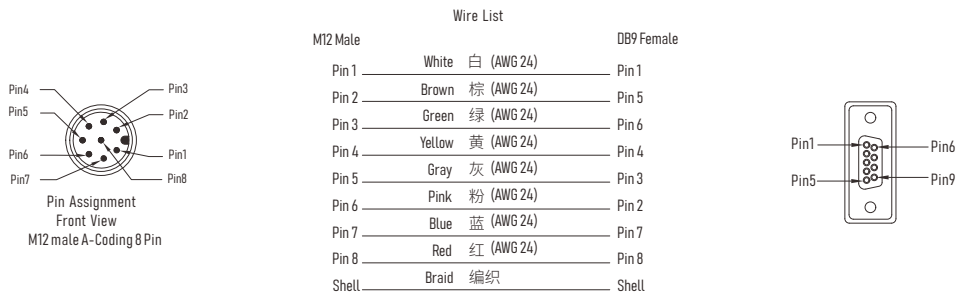 Wire List
M12 Male
DB9 Female
Pin 1 White 白 (AWG 24) Pin 1
Pin 2 Brown 棕 (AWG 24) Pin 5
Pin 3 Green 绿 (AWG 24) Pin 6
Pin 4 Yellow 黄 (AWG 24) Pin 4
Pin 5 Gray 灰 (AWG 24) Pin 3
Pin 6 Pink 粉 (AWG 24) Pin 2
Pin 7 Blue 蓝 (AWG 24) Pin 7
Pin 8 Red 红 (AWG 24) Pin 8
Shell Braid 编织 Shell
Pin4
Pin3
Pin5
Pin2
Pin6
Pin1
Pin7
Pin8
Pin Assignment
Front View
M12 male A-Coding 8 Pin
Pin1
Pin6
Pin5
Pin9